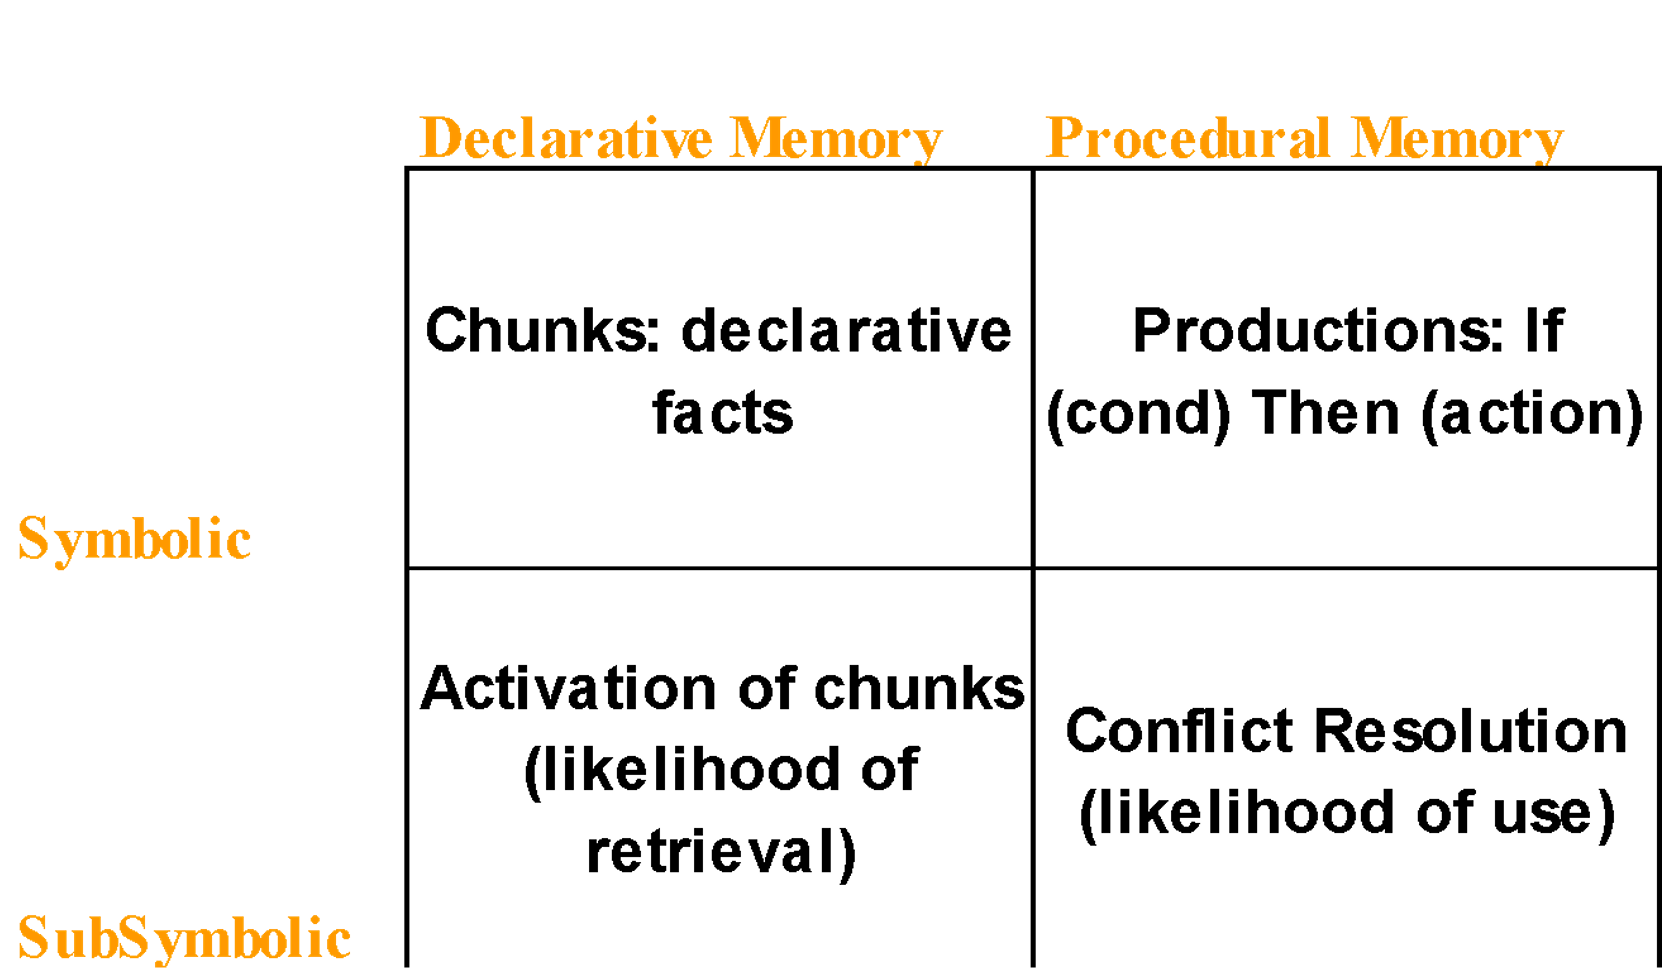 Declarative Memory Procedural Memory
Chunks: declarative
facts
Productions: If
(cond) Then (action)
Symbolic
Activation of chunks
(likelihood of
retrieval)
Conflict Resolution
(likelihood of use)
SubSymbolic